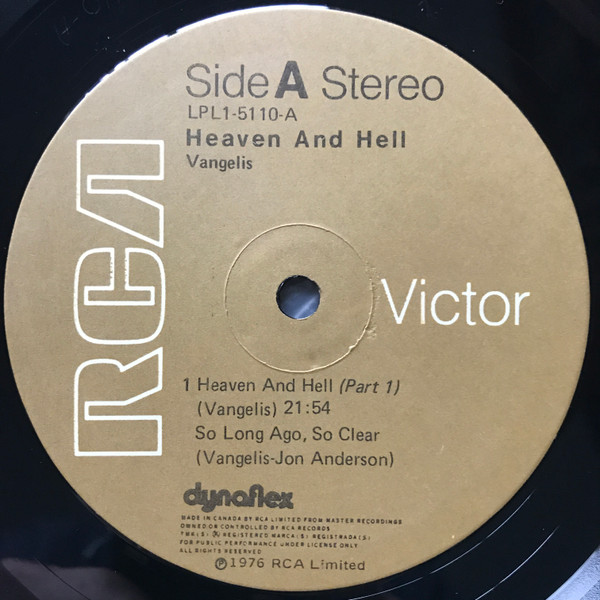 Side A Stereo
LPL1-5110-A
Heaven And Hell
Vangelis
RCA
Victor
1 Heaven And Hell (Part 1)
(Vangelis) 21:54
So Long Ago, So Clear
(Vangelis-Jon Anderson)
dynaflex
MADE IN CANADA BY RCA LIMITED FROM MASTER RECORDINGS
OWNED OR CONTROLLED BY RCA RECORDS
TMK(S) ® REGISTERED MARCA(S) REGISTRADA(S)
FOR PUBLIC PERFORMANCE UNDER LICENSE ONLY
ALL RIGHTS RESERVED
℗ 1976 RCA Limited